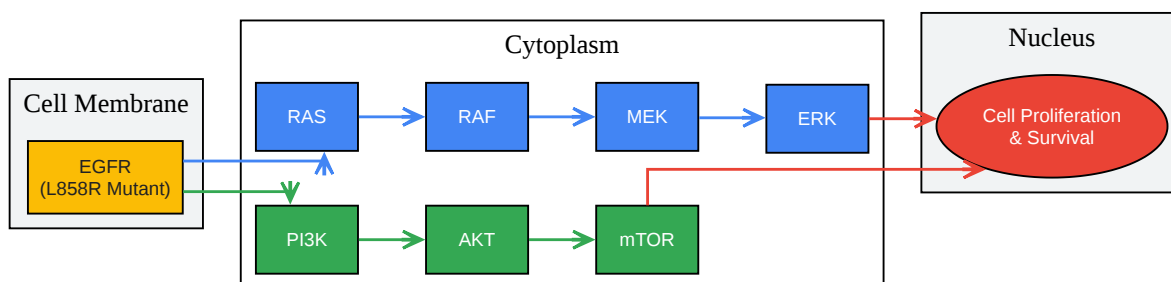 Cell Membrane
EGFR
(L858R Mutant)
Cytoplasm
RAS
RAF
MEK
ERK
PI3K
AKT
mTOR
Nucleus
Cell Proliferation
& Survival